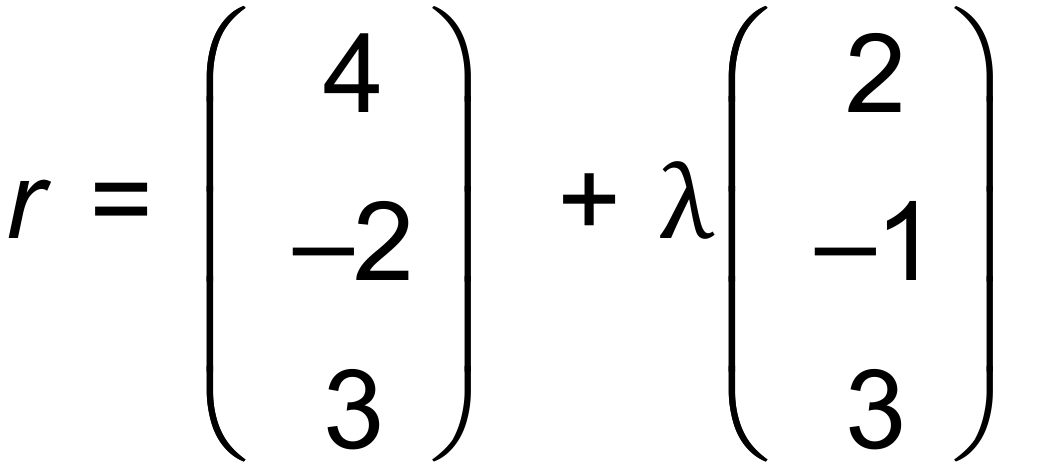 r = ( 4 –2 3 ) + λ ( 2 –1 3 )